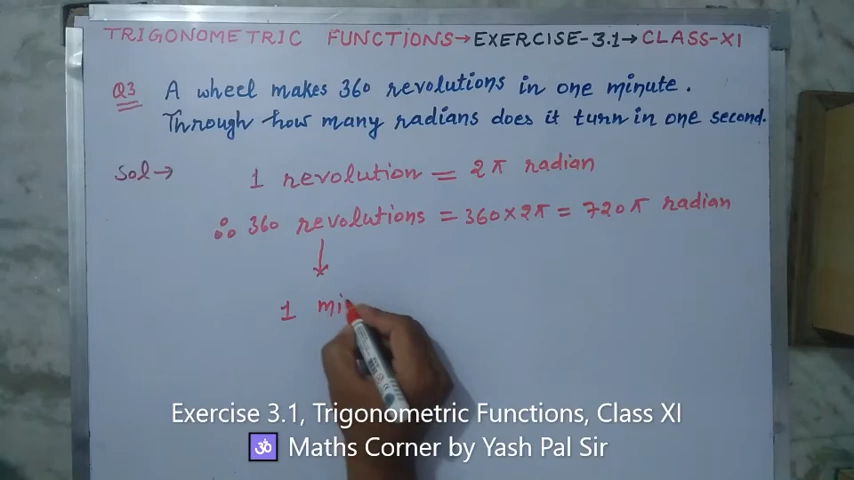 TRIGONOMETRIC FUNCTIONS→EXERCISE-3.1→CLASS-XI
Q3 A wheel makes 360 revolutions in one minute.
Through how many radians does it turn in one second.
Sol→ 1 revolution = 2π radian
∴ 360 revolutions = 360×2π = 720π radian
↓
1 mi
Exercise 3.1, Trigonometric Functions, Class XI
🕉 Maths Corner by Yash Pal Sir